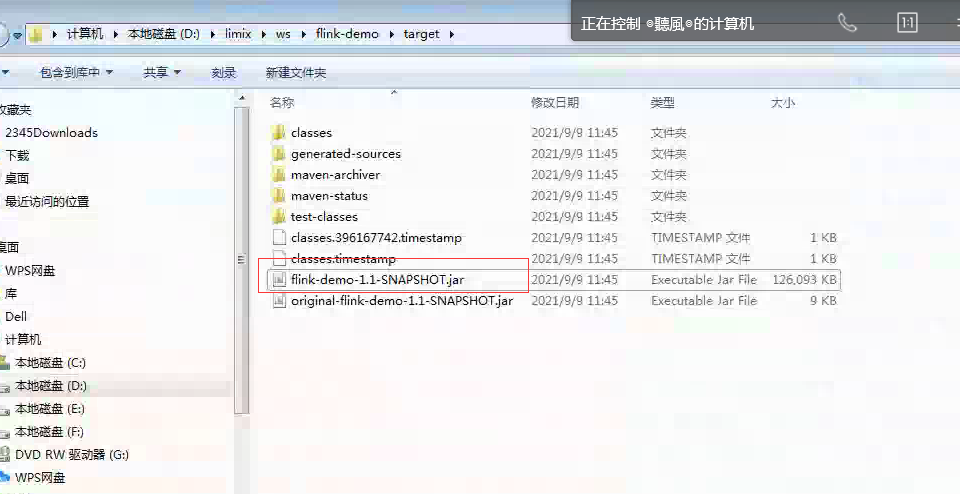 正在控制 ๏聽風๏的计算机
1:1
计算机 本地磁盘 (D:) limix ws flink-demo target
包含到库中 共享 刻录 新建文件夹
收藏夹
2345Downloads
下载
桌面
最近访问的位置
桌面
WPS网盘
库
Dell
计算机
本地磁盘 (C:)
本地磁盘 (D:)
本地磁盘 (E:)
本地磁盘 (F:)
DVD RW 驱动器 (G:)
WPS网盘
名称 修改日期 类型 大小
classes 2021/9/9 11:45 文件夹
generated-sources 2021/9/9 11:45 文件夹
maven-archiver 2021/9/9 11:45 文件夹
maven-status 2021/9/9 11:45 文件夹
test-classes 2021/9/9 11:45 文件夹
classes.396167742.timestamp 2021/9/9 11:45 TIMESTAMP 文件 1 KB
classes.timestamp 2021/9/9 11:45 TIMESTAMP 文件 1 KB
flink-demo-1.1-SNAPSHOT.jar 2021/9/9 11:45 Executable Jar File 126,093 KB
original-flink-demo-1.1-SNAPSHOT.jar 2021/9/9 11:45 Executable Jar File 9 KB